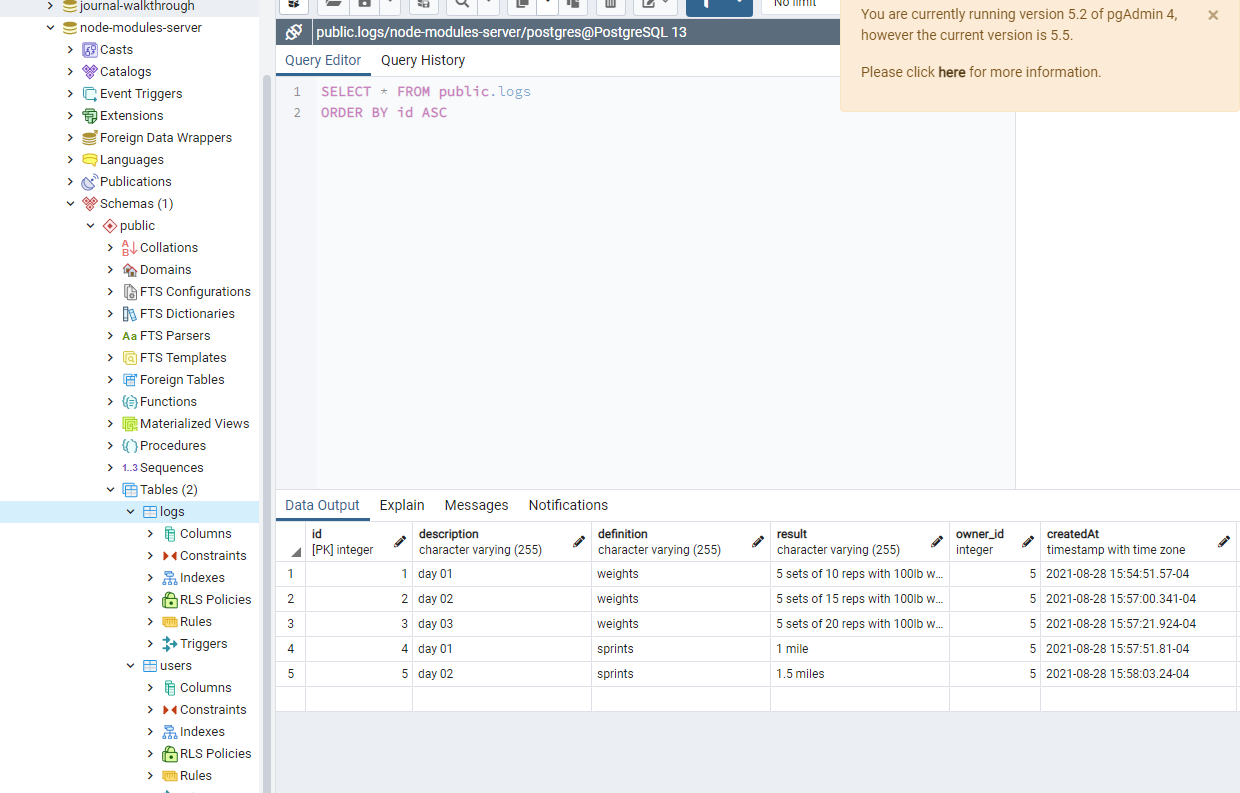 journal-walkthrough
node-modules-server
Casts
Catalogs
Event Triggers
Extensions
Foreign Data Wrappers
Languages
Publications
Schemas (1)
public
Collations
Domains
FTS Configurations
FTS Dictionaries
Aa FTS Parsers
FTS Templates
Foreign Tables
Functions
Materialized Views
Procedures
1..3 Sequences
Tables (2)
logs
Columns
Constraints
Indexes
RLS Policies
Rules
Triggers
users
Columns
Constraints
Indexes
RLS Policies
Rules
No limit
public.logs/node-modules-server/postgres@PostgreSQL 13
Query Editor Query History
1 SELECT * FROM public.logs
2 ORDER BY id ASC
You are currently running version 5.2 of pgAdmin 4,
however the current version is 5.5.
Please click here for more information.
Data Output Explain Messages Notifications
id description definition result owner_id createdAt
[PK] integer character varying (255) character varying (255) character varying (255) integer timestamp with time zone
1 1 day 01 weights 5 sets of 10 reps with 100lb w... 5 2021-08-28 15:54:51.57-04
2 2 day 02 weights 5 sets of 15 reps with 100lb w... 5 2021-08-28 15:57:00.341-04
3 3 day 03 weights 5 sets of 20 reps with 100lb w... 5 2021-08-28 15:57:21.924-04
4 4 day 01 sprints 1 mile 5 2021-08-28 15:57:51.81-04
5 5 day 02 sprints 1.5 miles 5 2021-08-28 15:58:03.24-04